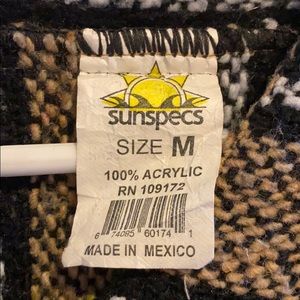 sunspecs
SIZE M
100% ACRYLIC
RN 109172
6 74085 60174 1
MADE IN MEXICO